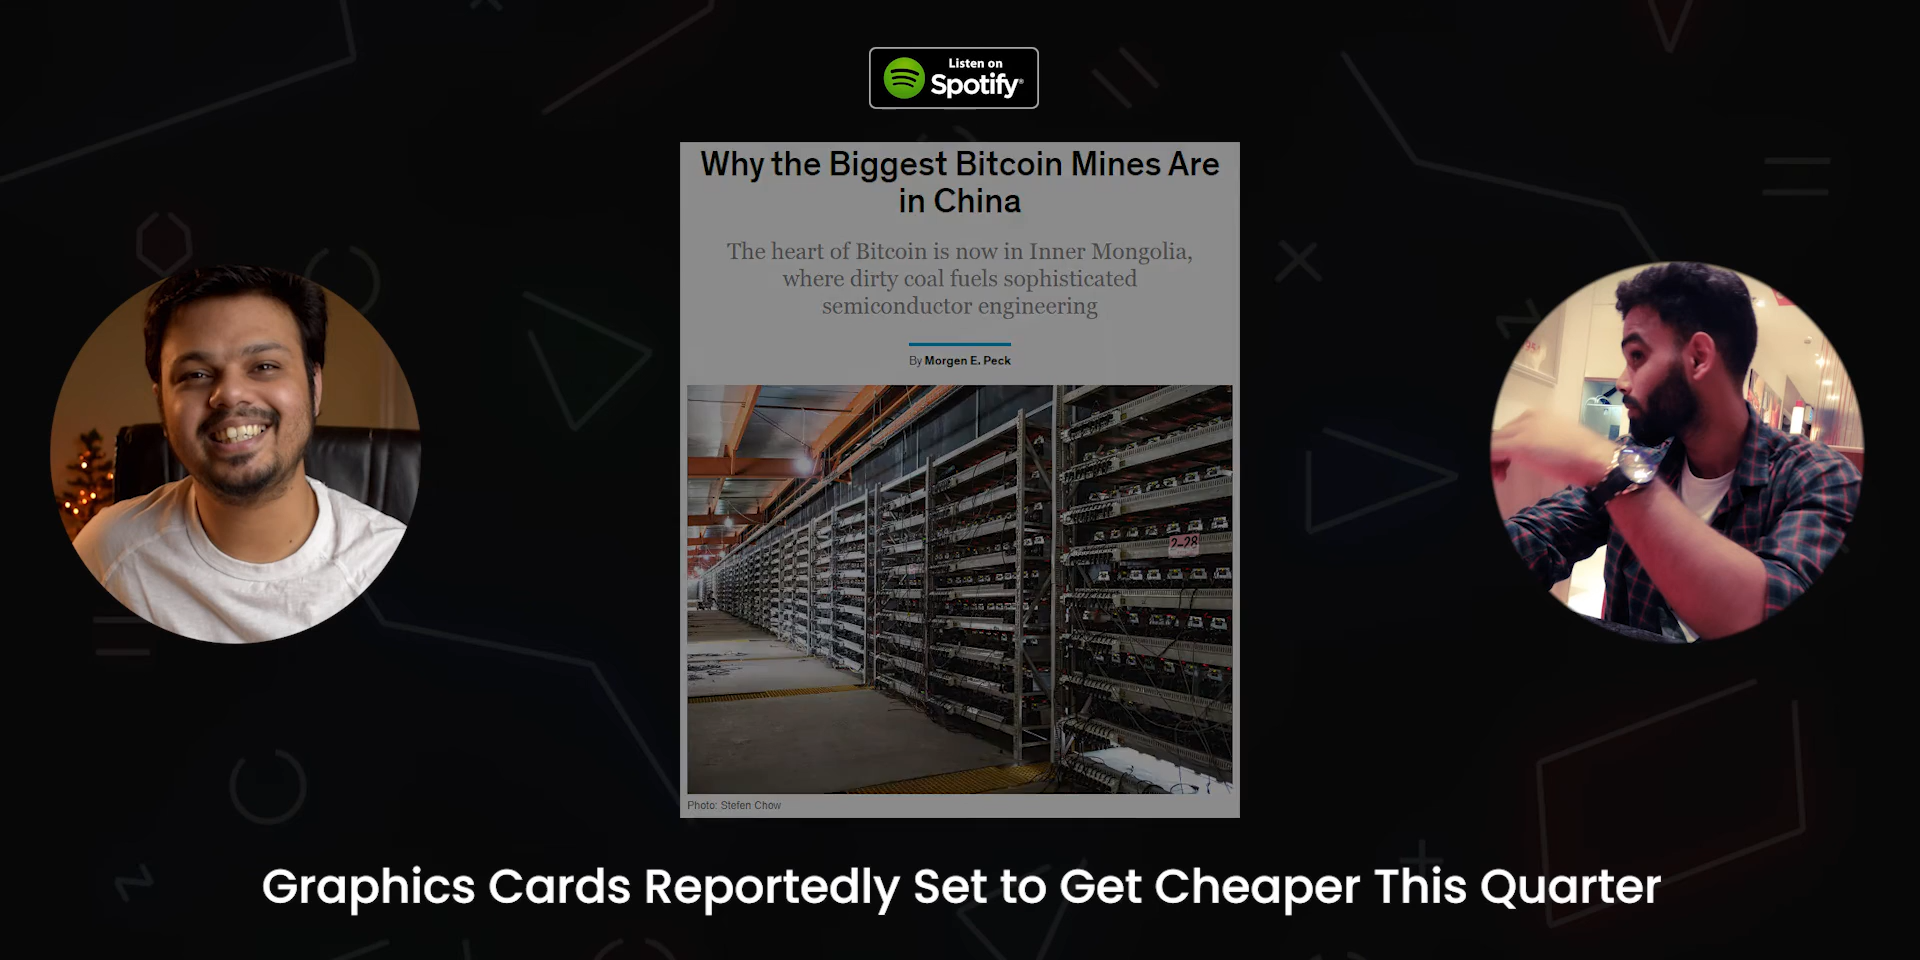 Listen on
Spotify
Why the Biggest Bitcoin Mines Are
in China
The heart of Bitcoin is now in Inner Mongolia,
where dirty coal fuels sophisticated
semiconductor engineering
By Morgen E. Peck
2-28
Photo: Stefen Chow
Graphics Cards Reportedly Set to Get Cheaper This Quarter